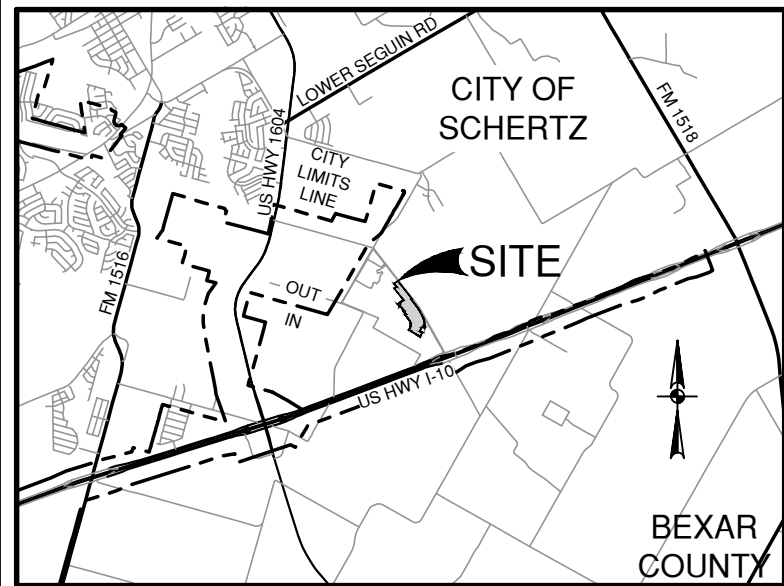 LOWER SEGUIN RD
CITY OF
SCHERTZ
FM 1518
US HWY 1604
CITY
LIMITS
LINE
FM 1516
SITE
OUT
IN
US HWY I-10
BEXAR
COUNTY